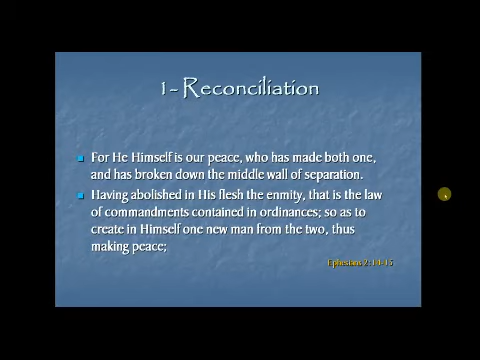 1- Reconciliation
For He Himself is our peace, who has made both one,
and has broken down the middle wall of separation.
Having abolished in His flesh the enmity, that is the law
of commandments contained in ordinances; so as to
create in Himself one new man from the two, thus
making peace;
Ephesians 2: 14-15